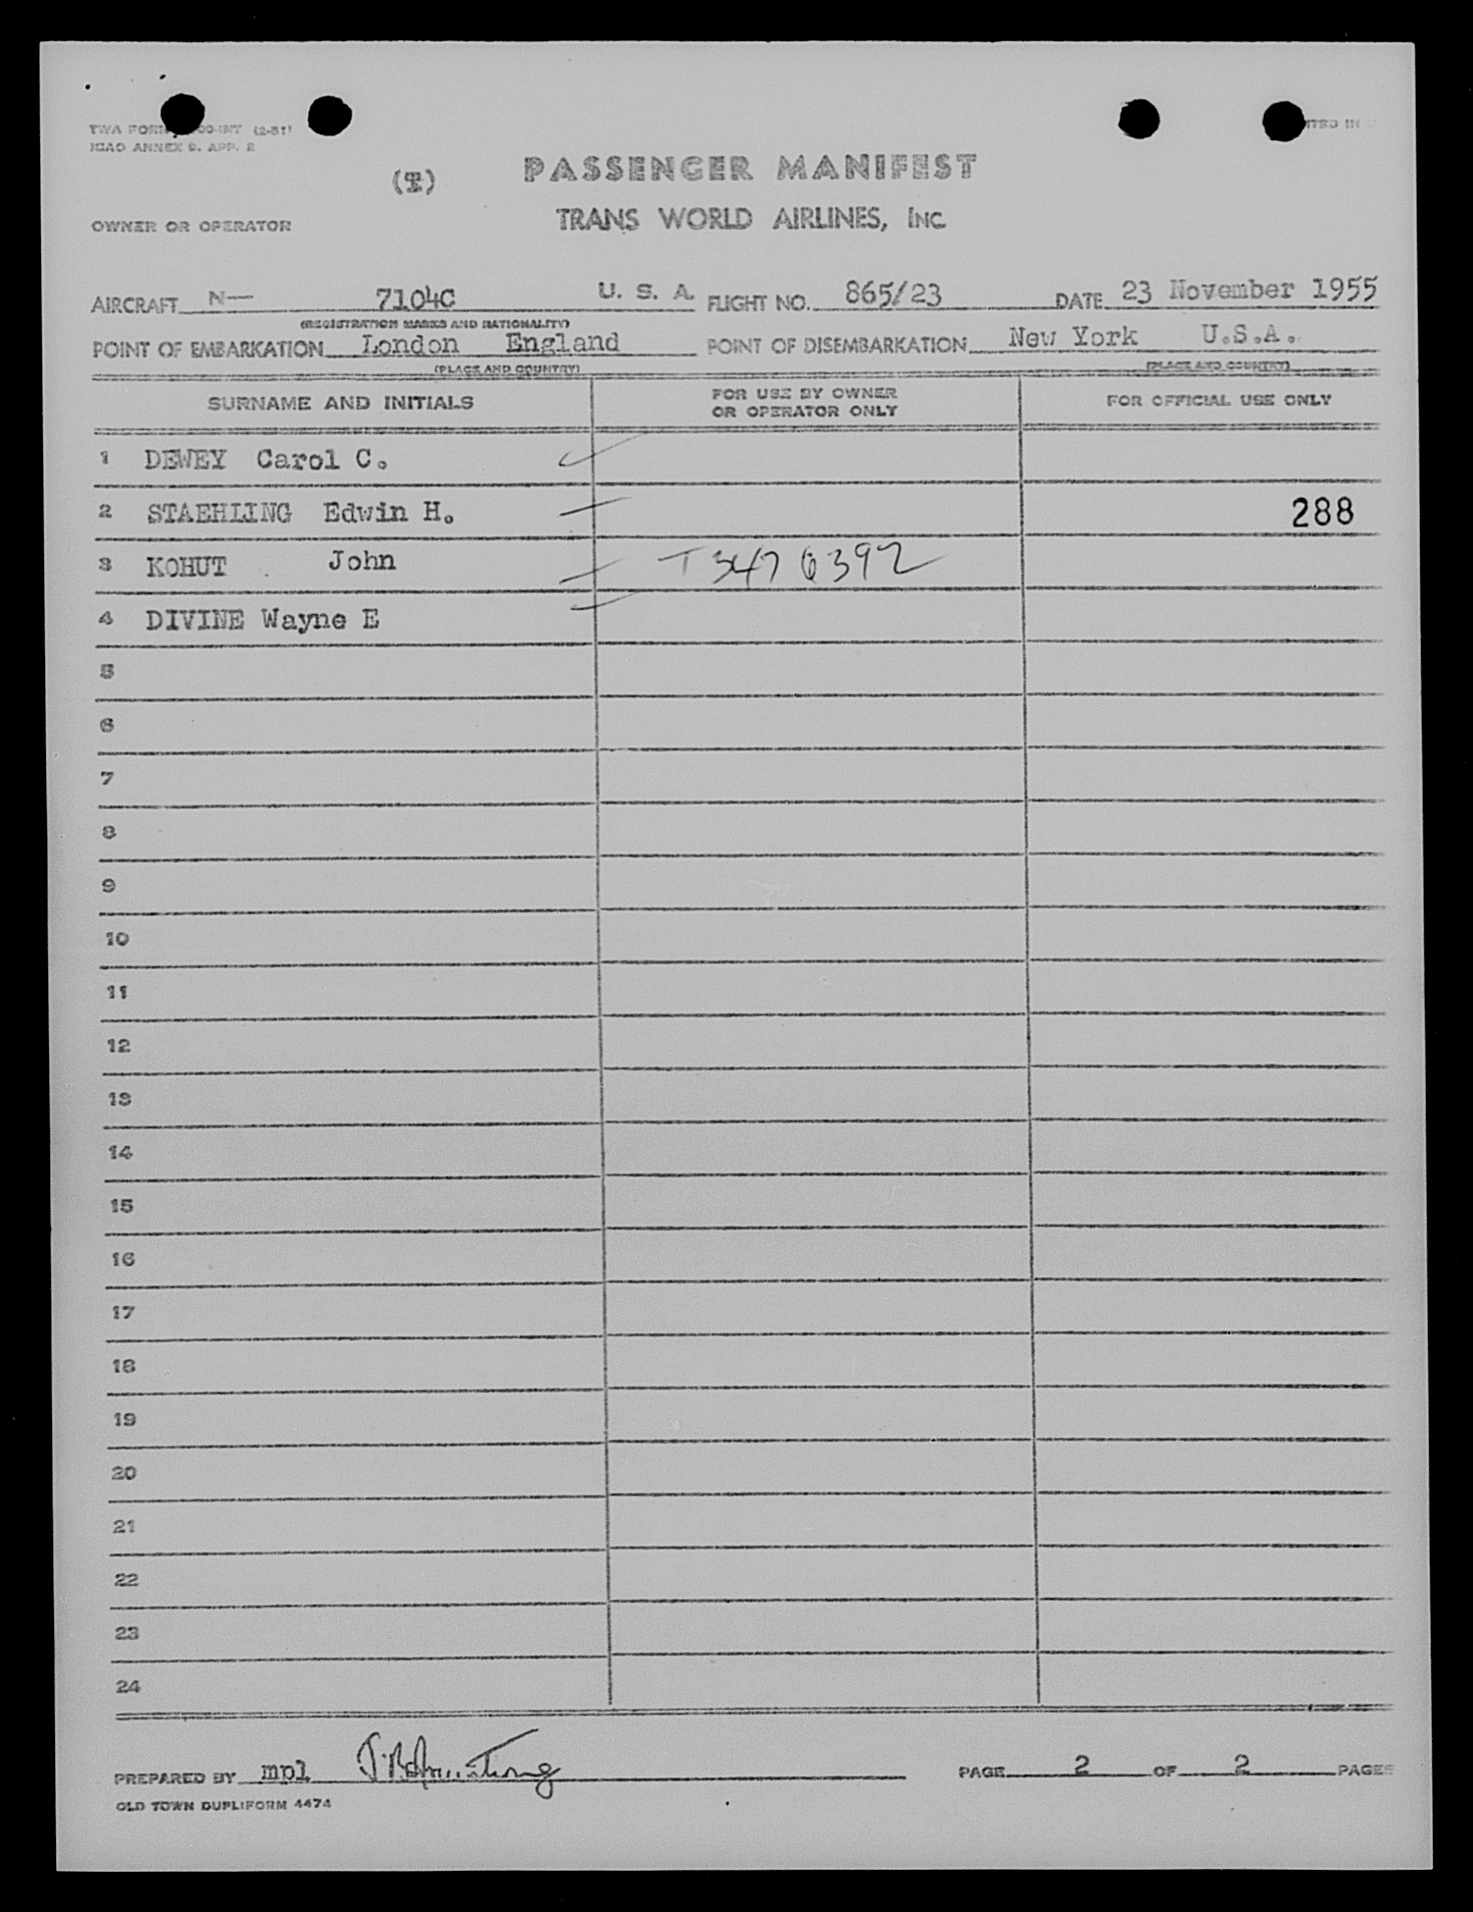 TWA FORM 00-INT (2-51)
ICAO ANNEX 9. APP. 2
(T) PASSENGER MANIFEST
OWNER OR OPERATOR TRANS WORLD AIRLINES, INC.
AIRCRAFT N— 7104C U. S. A. FLIGHT NO. 865/23 DATE 23 November 1955
(REGISTRATION MARKS AND NATIONALITY)
POINT OF EMBARKATION London England POINT OF DISEMBARKATION New York U.S.A.
(PLACE AND COUNTRY) (PLACE AND COUNTRY)
SURNAME AND INITIALS FOR USE BY OWNER OR OPERATOR ONLY FOR OFFICIAL USE ONLY
1 DEWEY Carol C.
2 STAEHLING Edwin H. 288
3 KOHUT John T3476392
4 DIVINE Wayne E
5
6
7
8
9
10
11
12
13
14
15
16
17
18
19
20
21
22
23
24
PREPARED BY mpl PAGE 2 OF 2 PAGES
OLD TOWN DUPLIFORM 4474